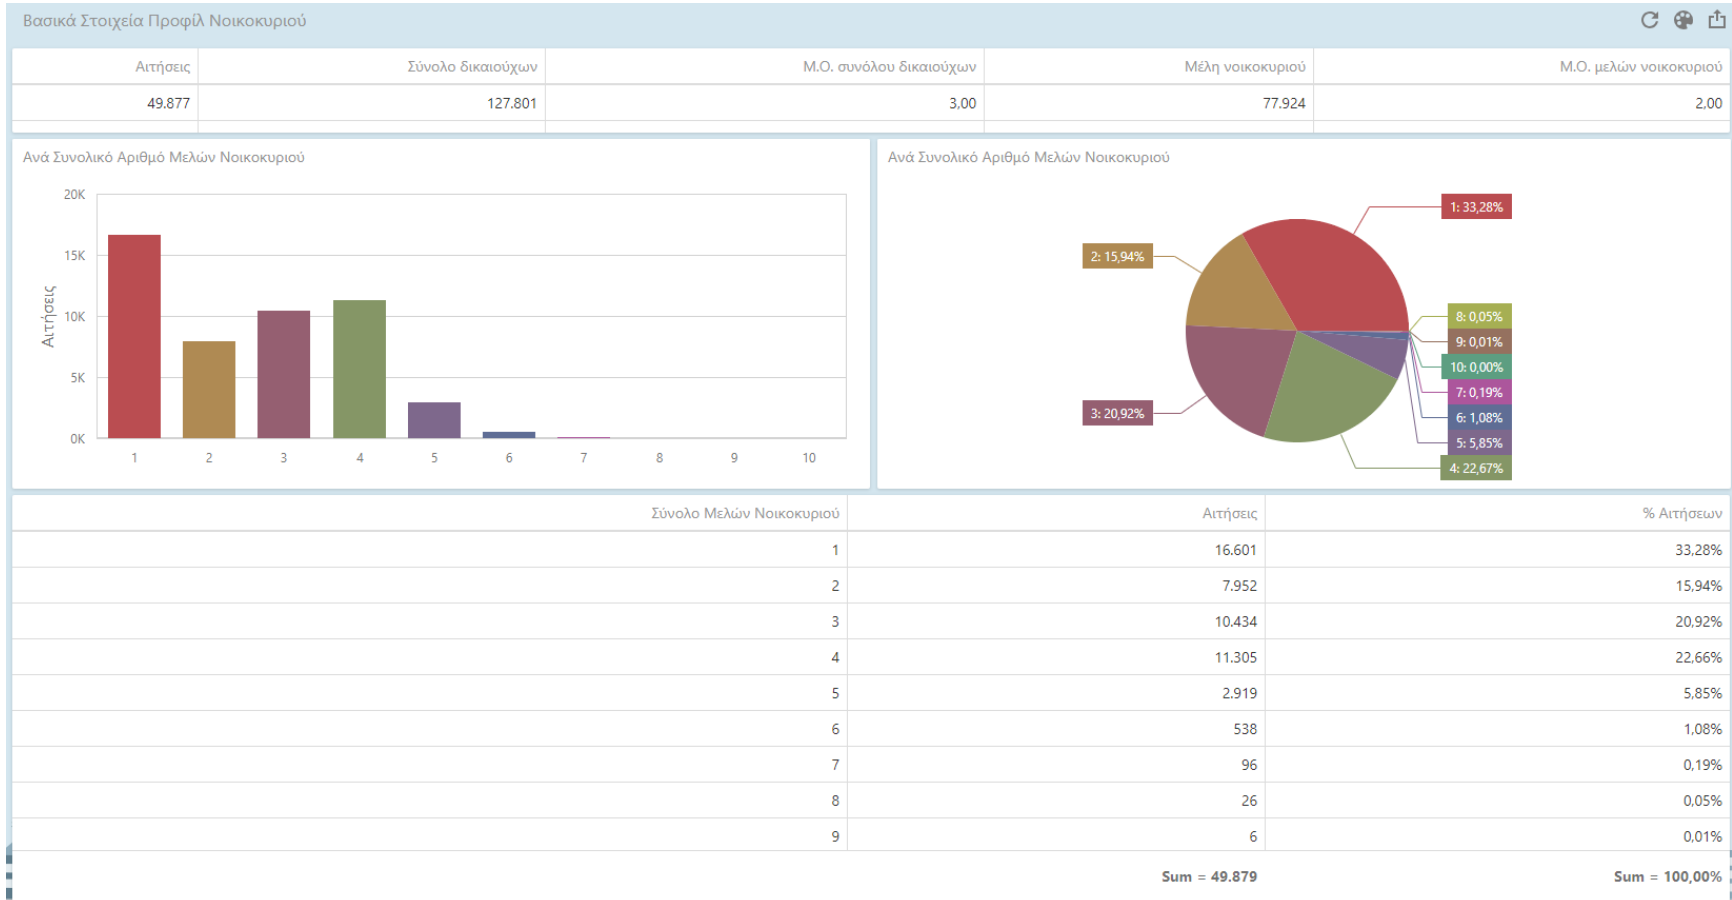 Βασικά Στοιχεία Προφίλ Νοικοκυριού
Αιτήσεις Σύνολο δικαιούχων Μ.Ο. συνόλου δικαιούχων Μέλη νοικοκυριού Μ.Ο. μελών νοικοκυριού
49.877 127.801 3,00 77.924 2,00
Ανά Συνολικό Αριθμό Μελών Νοικοκυριού
20K
15K
10K
5K
0K
Αιτήσεις
1 2 3 4 5 6 7 8 9 10
Ανά Συνολικό Αριθμό Μελών Νοικοκυριού
1: 33,28%
2: 15,94%
8: 0,05%
9: 0,01%
10: 0,00%
7: 0,19%
3: 20,92%
6: 1,08%
5: 5,85%
4: 22,67%
Σύνολο Μελών Νοικοκυριού Αιτήσεις % Αιτήσεων
1 16.601 33,28%
2 7.952 15,94%
3 10.434 20,92%
4 11.305 22,66%
5 2.919 5,85%
6 538 1,08%
7 96 0,19%
8 26 0,05%
9 6 0,01%
Sum = 49.879 Sum = 100,00%